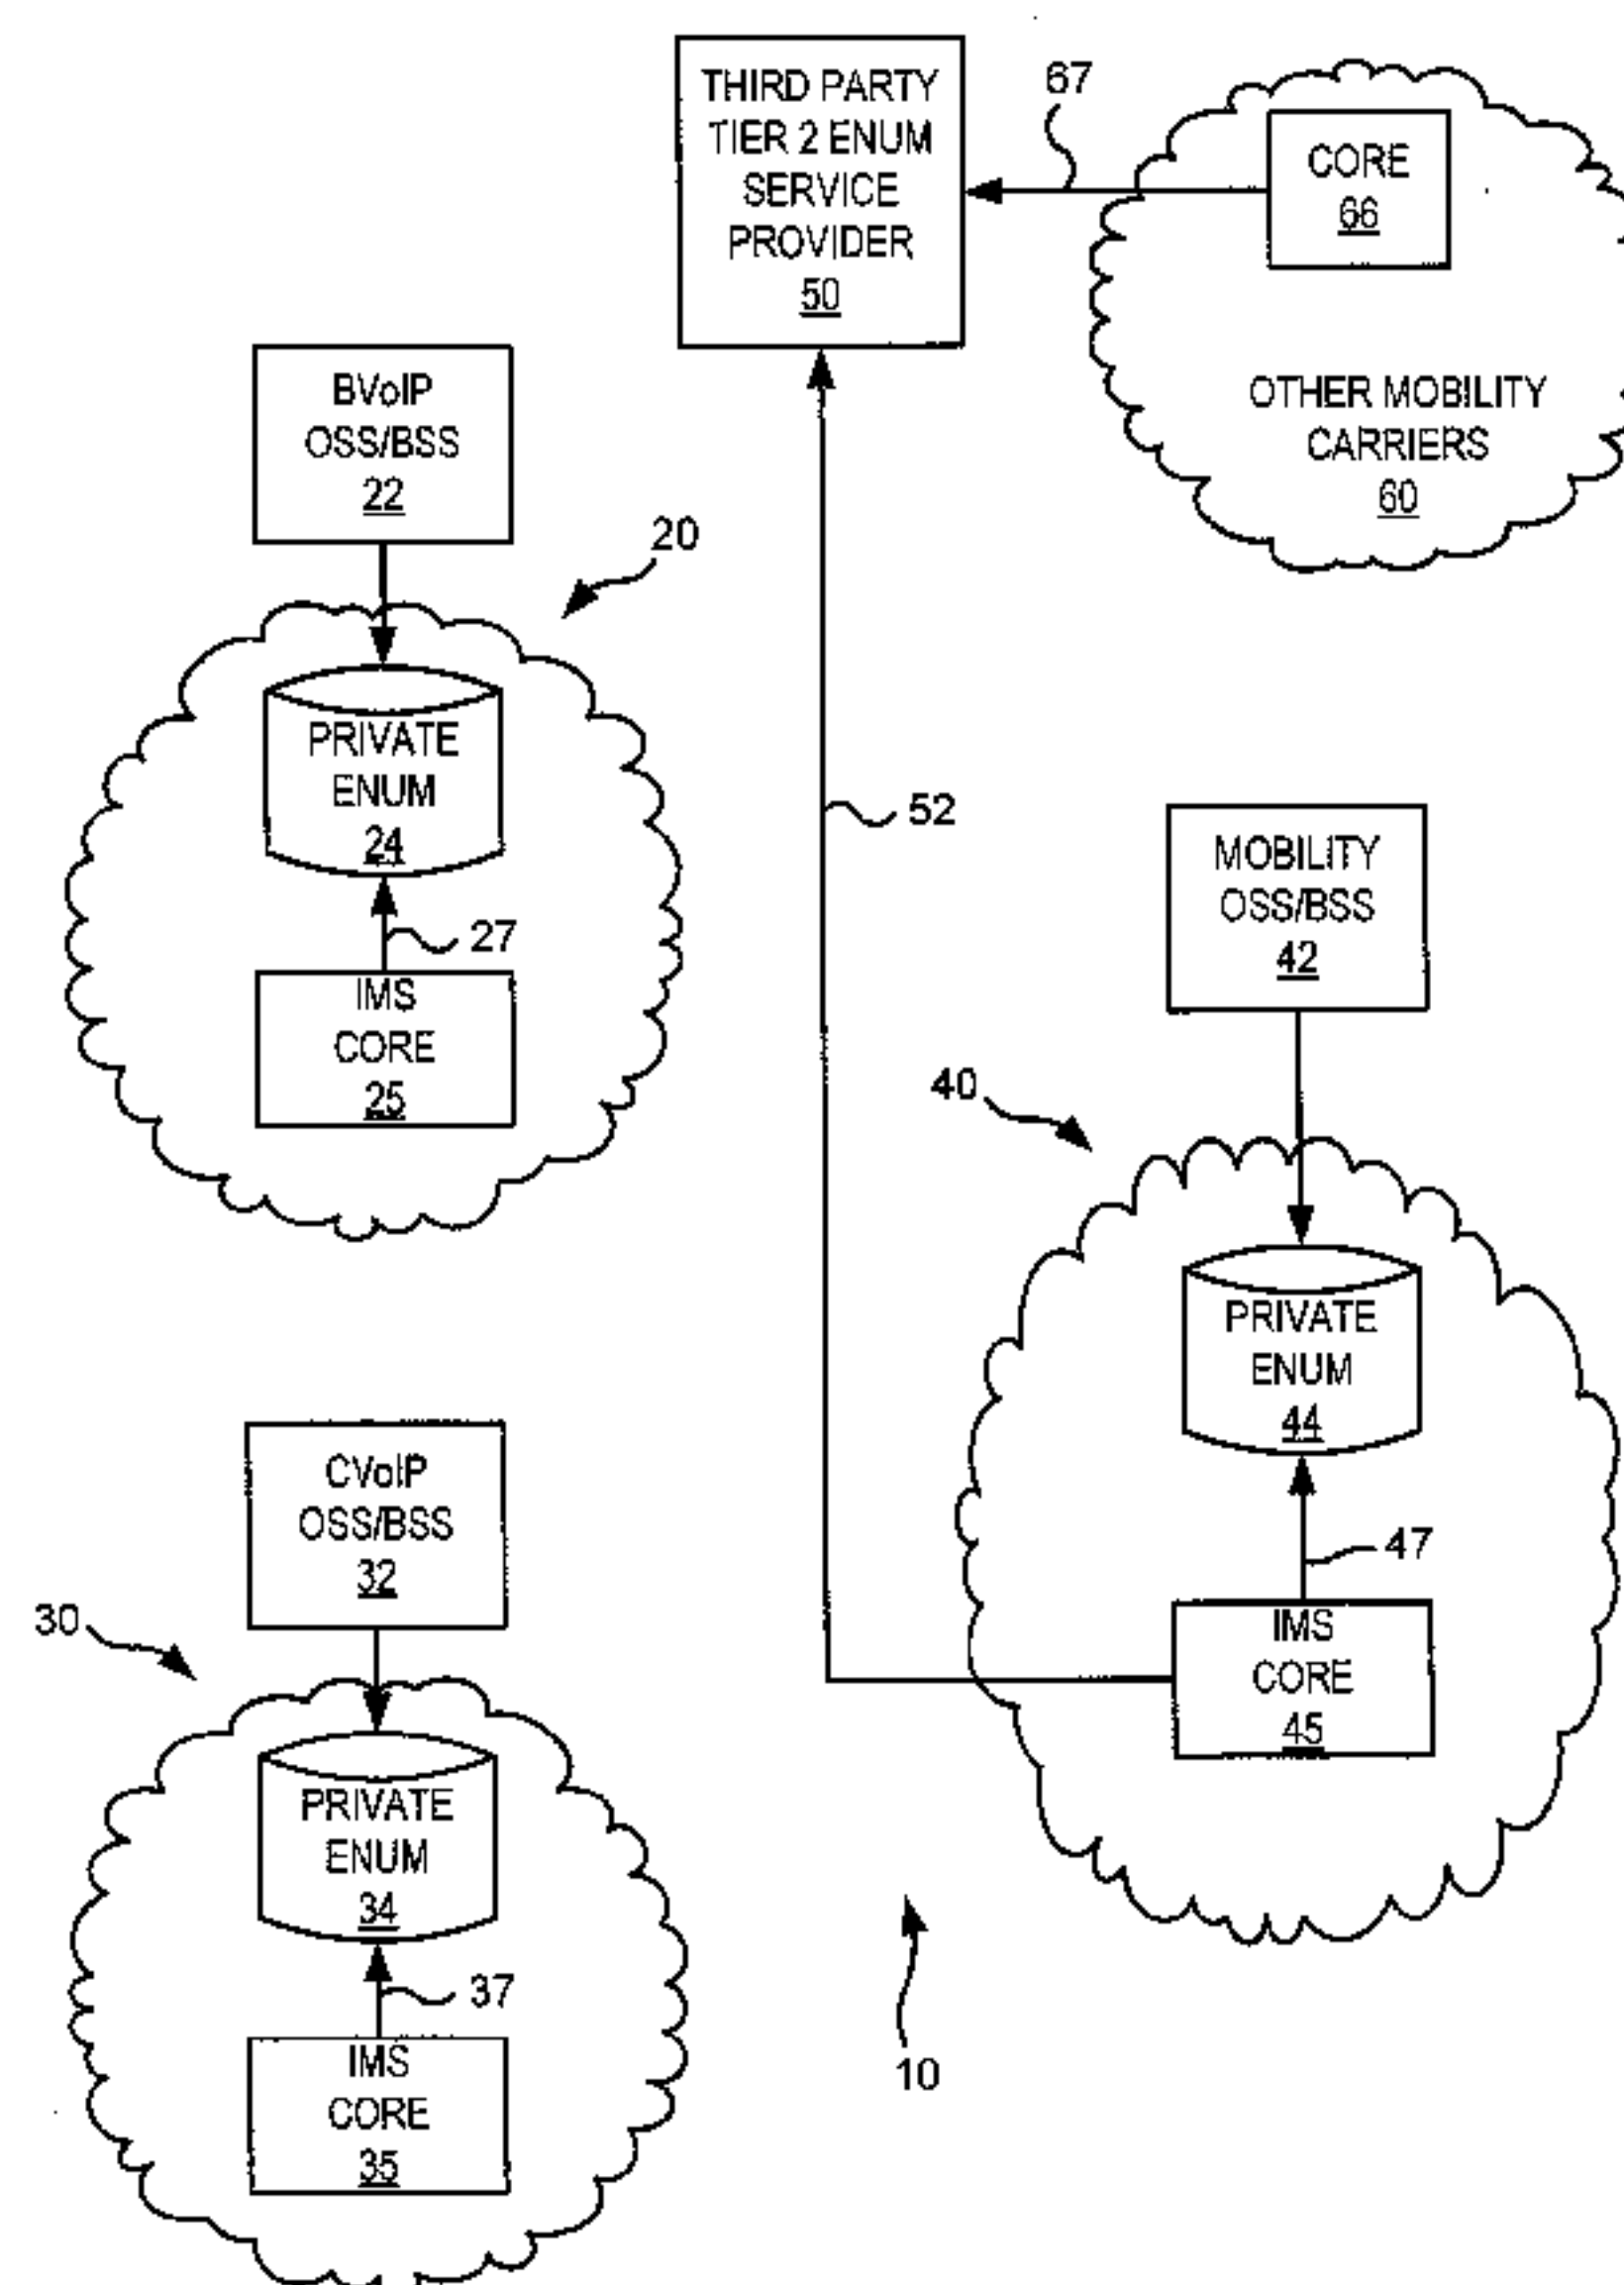 THIRD PARTY
TIER 2 ENUM
SERVICE
PROVIDER
50
67
CORE
66
OTHER MOBILITY
CARRIERS
60
BVoIP
OSS/BSS
22
20
PRIVATE
ENUM
24
27
IMS
CORE
25
52
MOBILITY
OSS/BSS
42
40
PRIVATE
ENUM
44
47
IMS
CORE
45
CVoIP
OSS/BSS
32
30
PRIVATE
ENUM
34
37
IMS
CORE
35
10